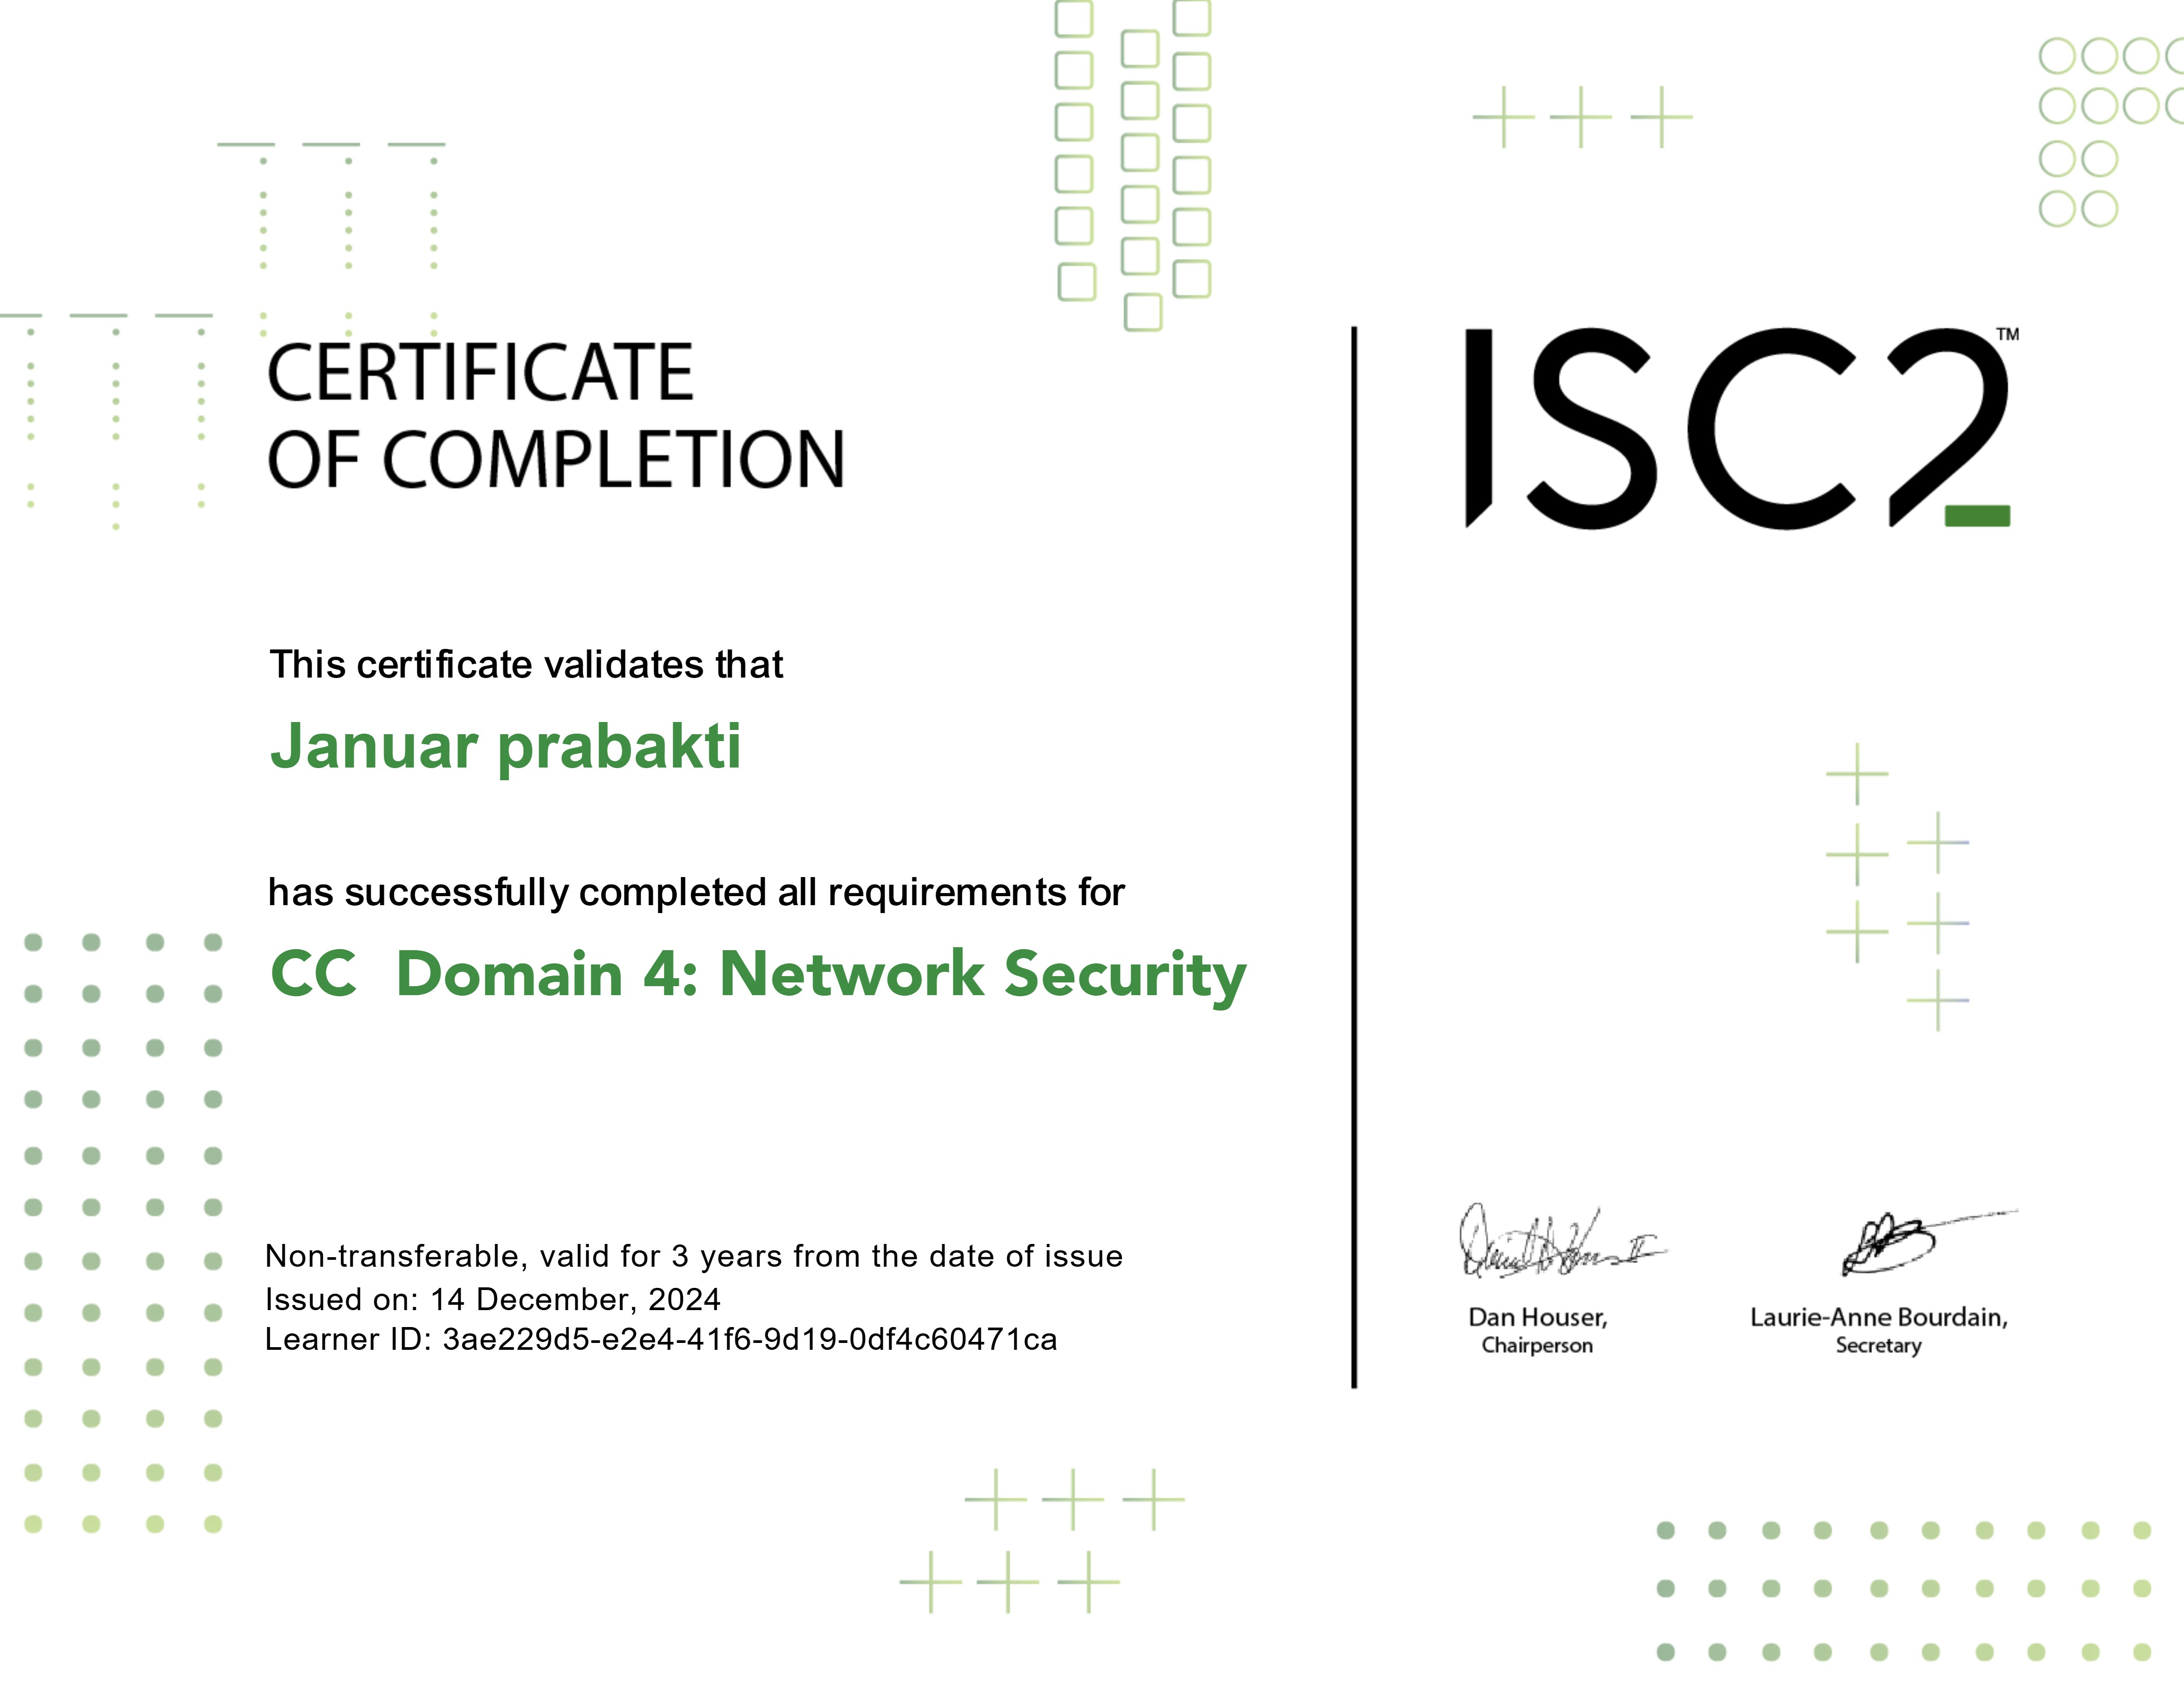 CERTIFICATE
OF COMPLETION
ISC2™
This certificate validates that
Januar prabakti
has successfully completed all requirements for
CC  Domain 4: Network Security
Non-transferable, valid for 3 years from the date of issue
Issued on: 14 December, 2024
Learner ID: 3ae229d5-e2e4-41f6-9d19-0df4c60471ca
Dan Houser,
Chairperson
Laurie-Anne Bourdain,
Secretary